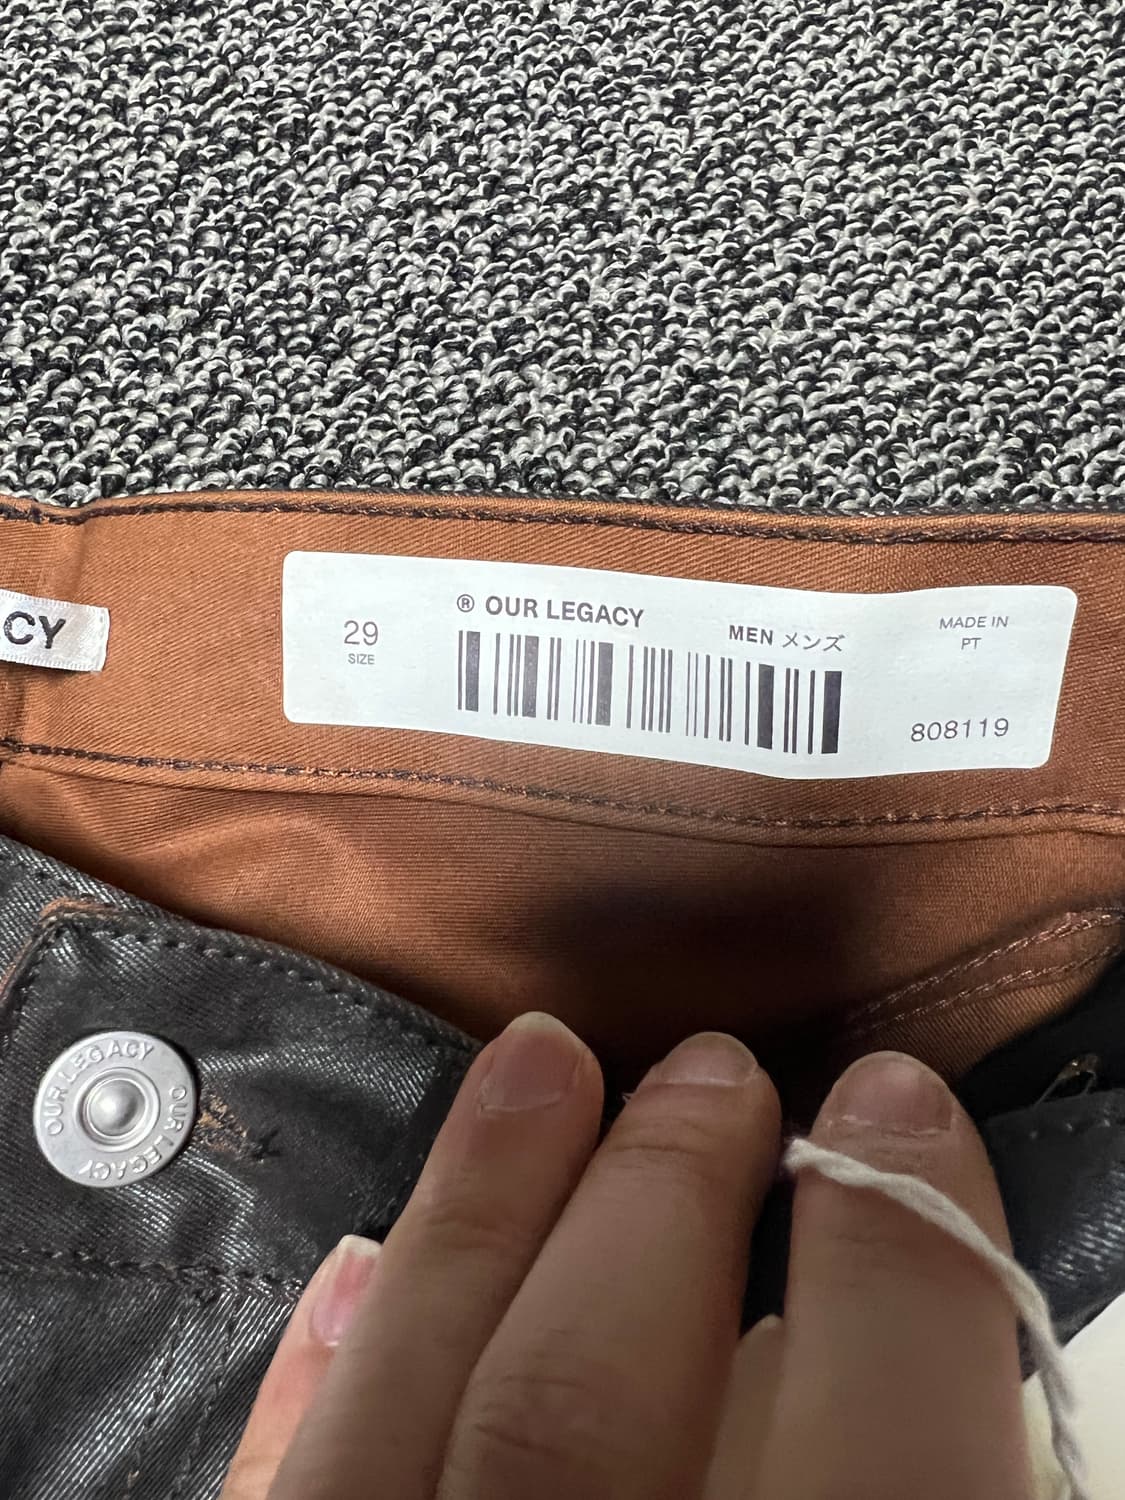 CY
29
SIZE
® OUR LEGACY
MEN メンズ
MADE IN
PT
808119
OUR LEGACY OUR LEGACY